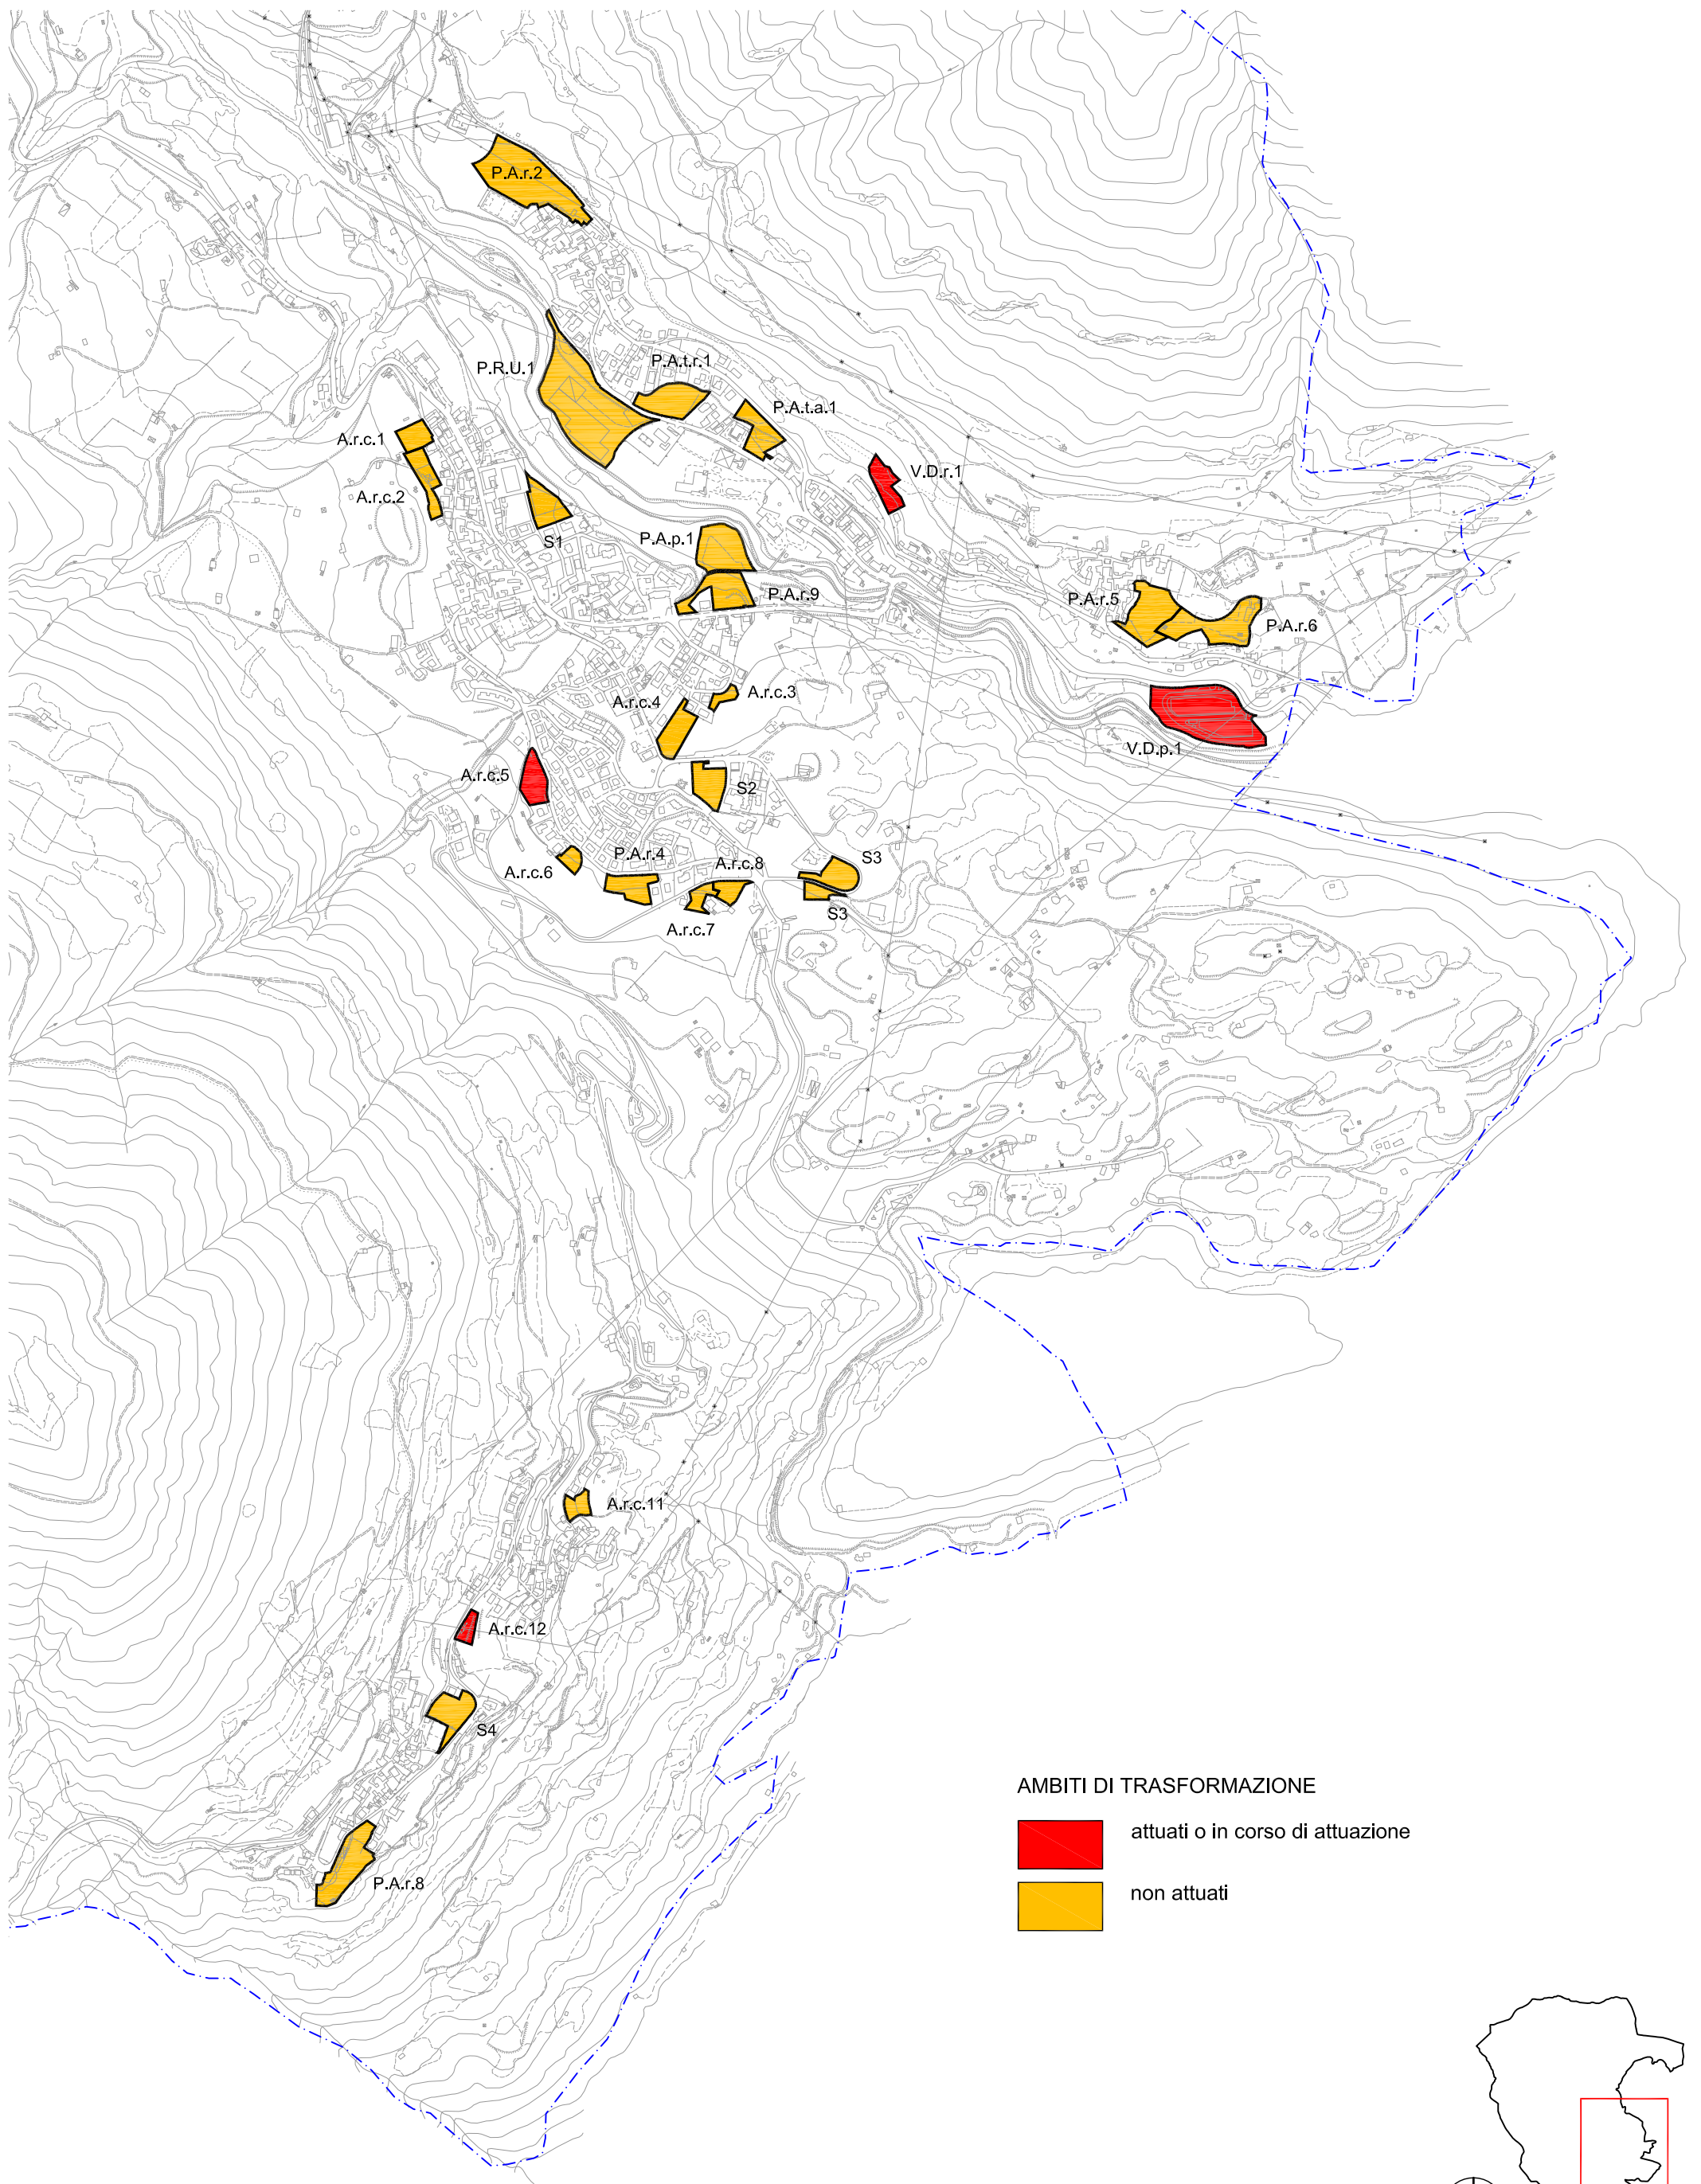 P.A.r.2
P.R.U.1
P.A.t.r.1
P.A.t.a.1
A.r.c.1
V.D.r.1
A.r.c.2
S1
P.A.p.1
P.A.r.9
P.A.r.5
P.A.r.6
A.r.c.3
A.r.c.4
V.D.p.1
A.r.c.5
S2
P.A.r.4
A.r.c.8
S3
A.r.c.6
S3
A.r.c.7
A.r.c.11
A.r.c.12
S4
P.A.r.8
AMBITI DI TRASFORMAZIONE
attuati o in corso di attuazione
non attuati